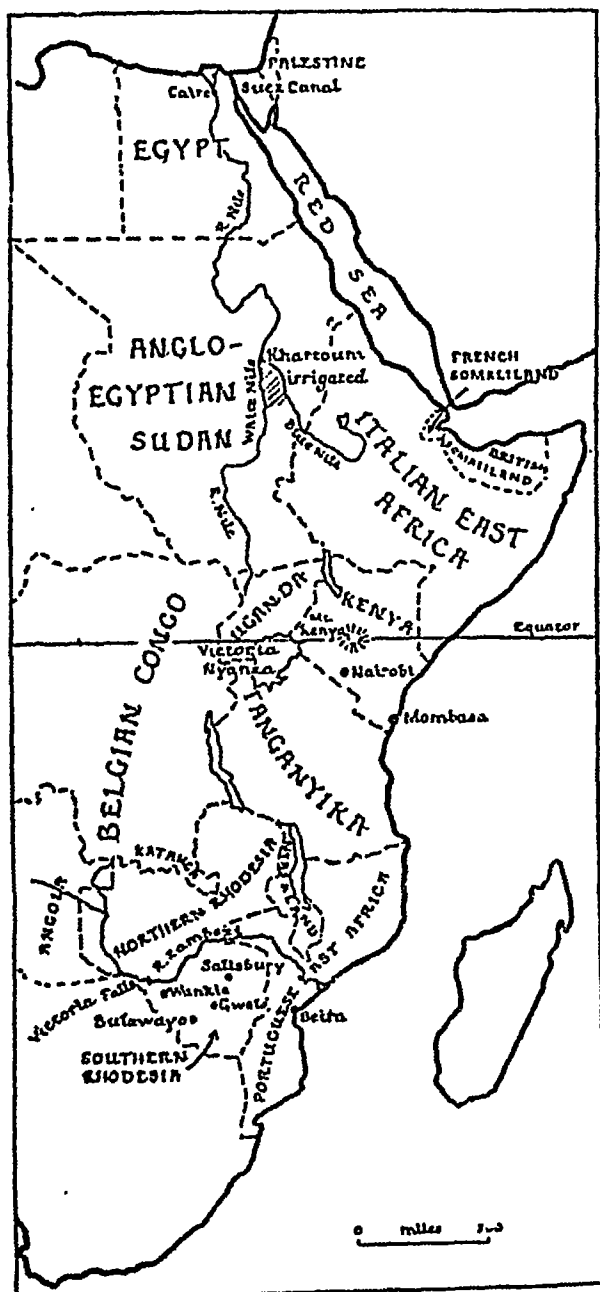 PALESTINE
Cairo
Suez Canal
EGYPT
R. Nile
RED SEA
ANGLO-
EGYPTIAN
SUDAN
Khartoum
irrigated
White Nile
Blue Nile
R. Nile
FRENCH
SOMALILAND
BRITISH
SOMALILAND
ITALIAN EAST
AFRICA
UGANDA
KENYA
Mt.
Kenya
Equator
Victoria
Nyanza
Nairobi
Mombasa
BELGIAN CONGO
TANGANYIKA
KATANGA
ANGOLA
NORTHERN RHODESIA
NYASALAND
PORTUGUESE EAST AFRICA
R. Zambesi
Victoria Falls
Salisbury
Wankie
Gwelo
Bulawayo
Beira
SOUTHERN
RHODESIA
0 miles 500